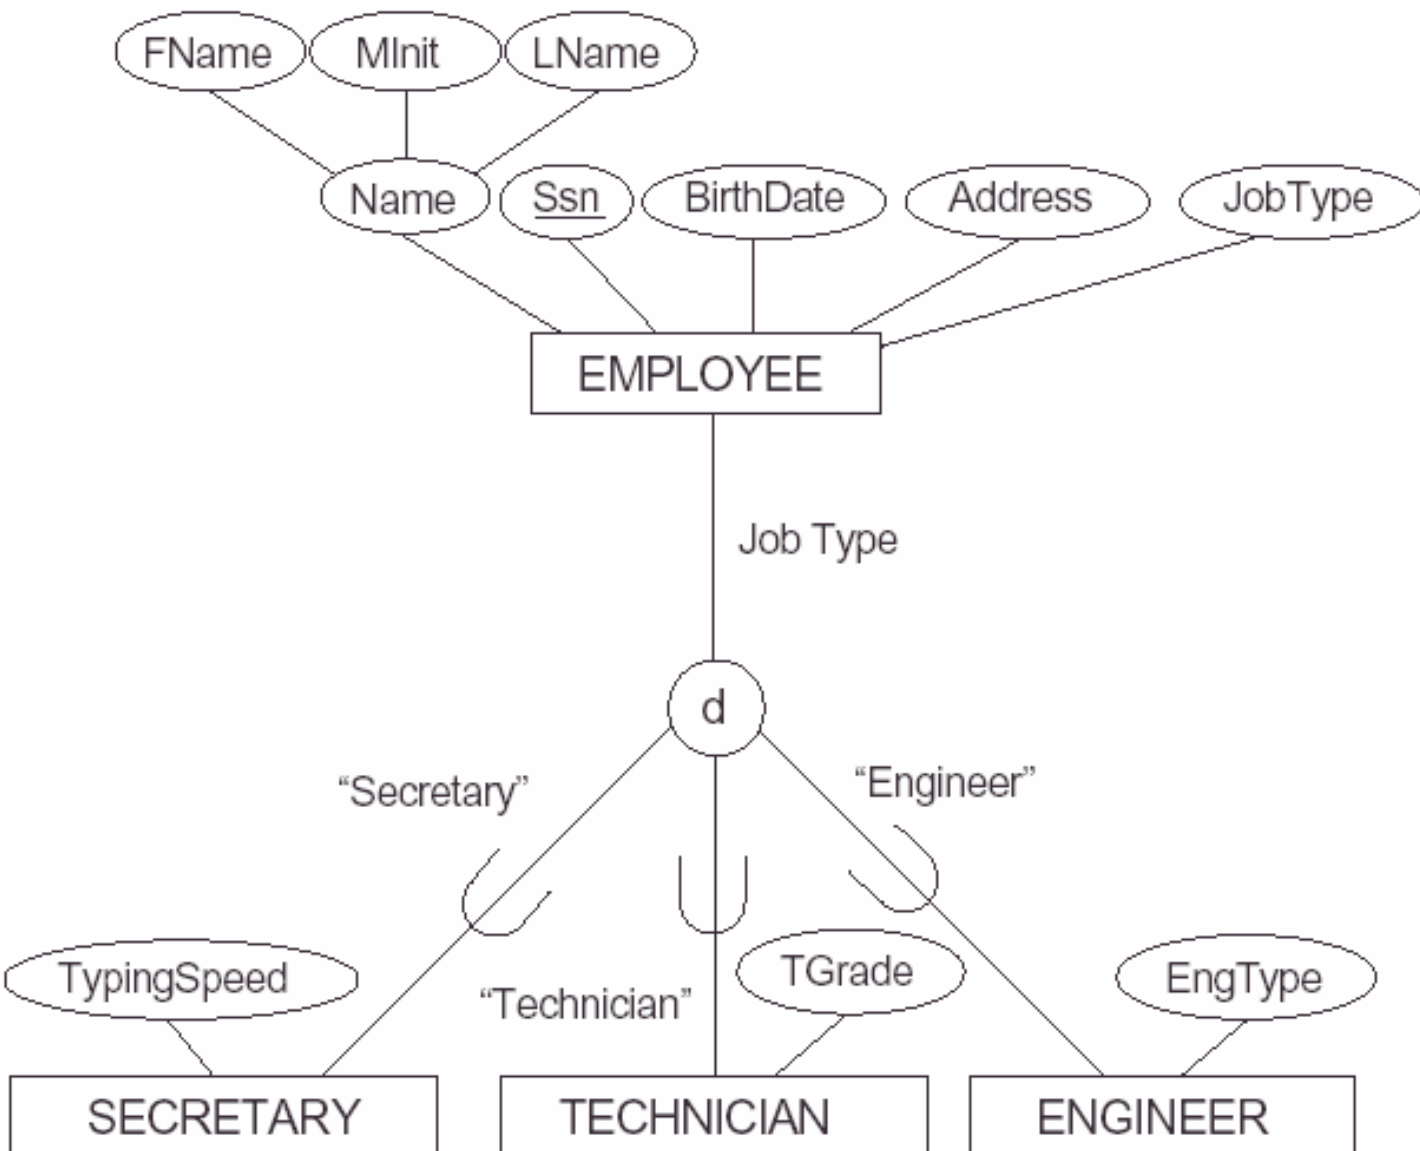 FName MInit LName
Name Ssn BirthDate Address JobType
EMPLOYEE
Job Type
d
“Secretary” “Engineer”
TypingSpeed “Technician” TGrade EngType
SECRETARY TECHNICIAN ENGINEER